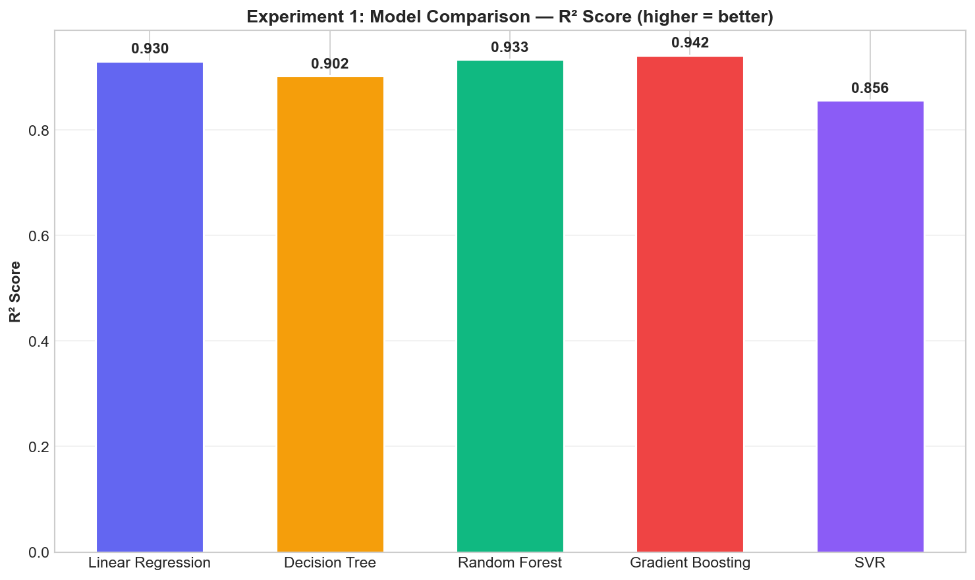 Experiment 1: Model Comparison — R² Score (higher = better)
0.930
0.902
0.933
0.942
0.856
R² Score
0.8
0.6
0.4
0.2
0.0
Linear Regression
Decision Tree
Random Forest
Gradient Boosting
SVR